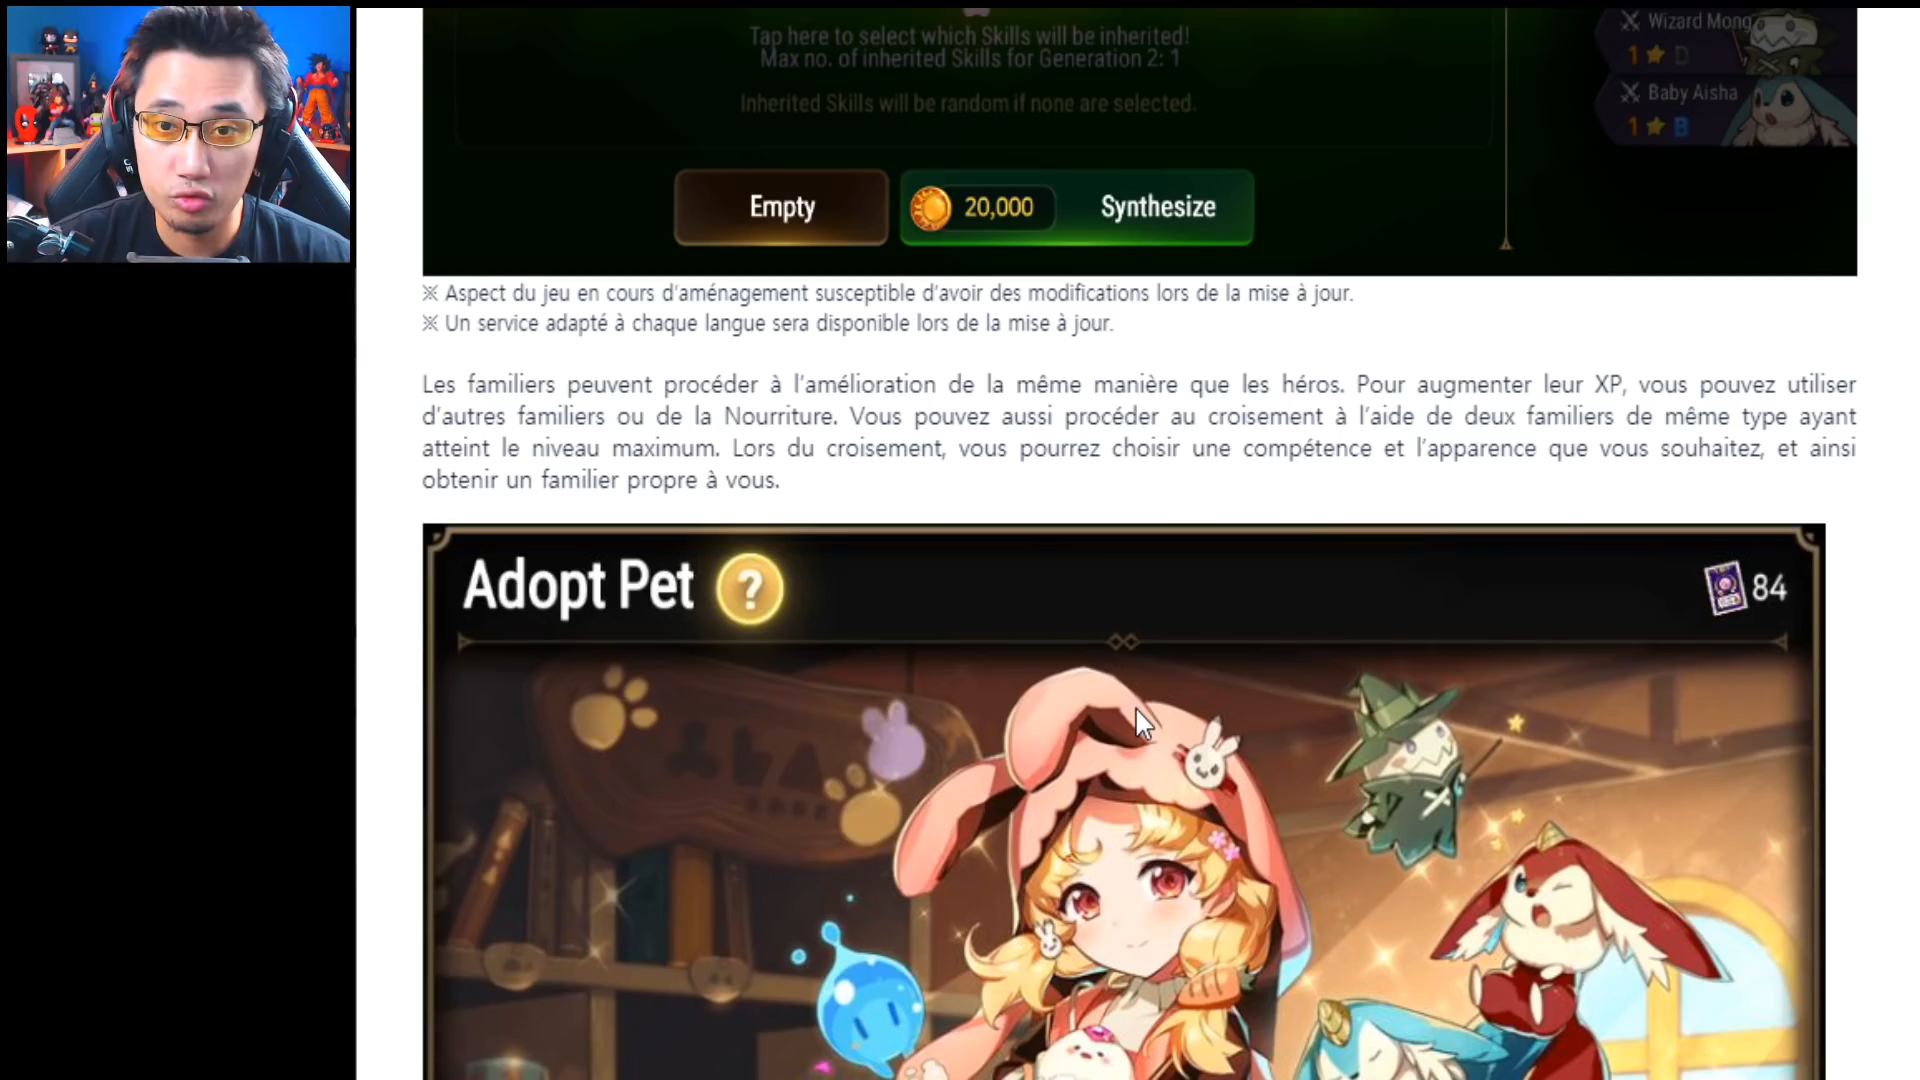 Tap here to select which Skills will be inherited!
Max no. of inherited Skills for Generation 2: 1
Inherited Skills will be random if none are selected.
Wizard Mong
1 D
Baby Aisha
1 B
Empty
20,000
Synthesize
※ Aspect du jeu en cours d'aménagement susceptible d'avoir des modifications lors de la mise à jour.
※ Un service adapté à chaque langue sera disponible lors de la mise à jour.
Les familiers peuvent procéder à l'amélioration de la même manière que les héros. Pour augmenter leur XP, vous pouvez utiliser
d'autres familiers ou de la Nourriture. Vous pouvez aussi procéder au croisement à l'aide de deux familiers de même type ayant
atteint le niveau maximum. Lors du croisement, vous pourrez choisir une compétence et l'apparence que vous souhaitez, et ainsi
obtenir un familier propre à vous.
Adopt Pet ?
84